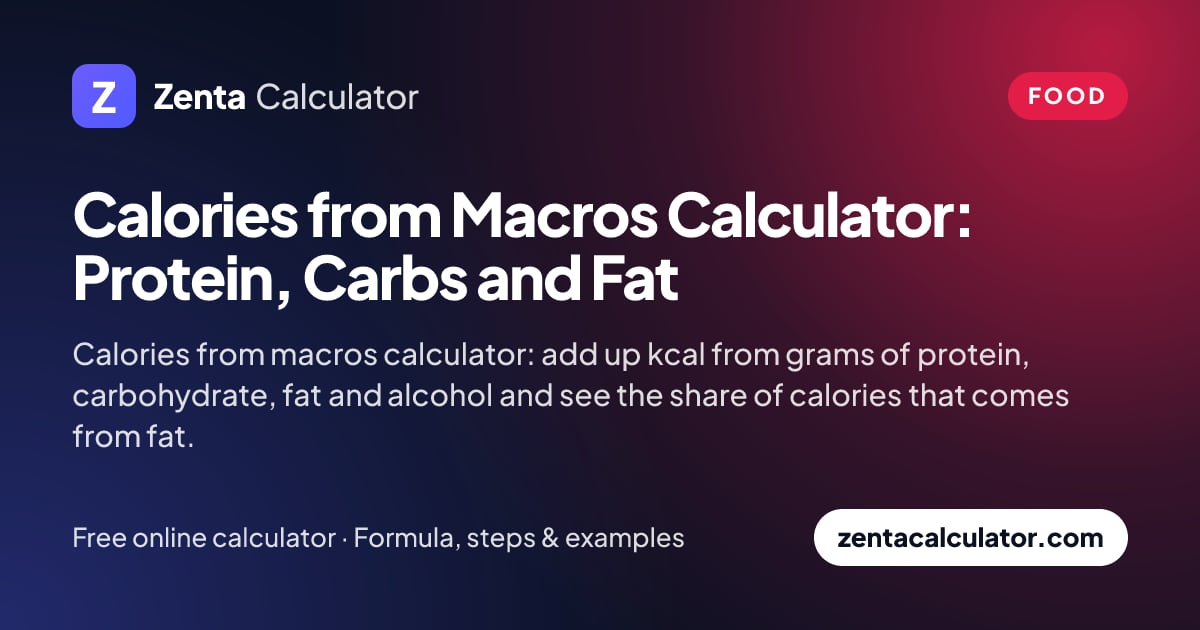 Z
Zenta Calculator
FOOD
Calories from Macros Calculator:
Protein, Carbs and Fat
Calories from macros calculator: add up kcal from grams of protein,
carbohydrate, fat and alcohol and see the share of calories that comes
from fat.
Free online calculator · Formula, steps & examples
zentacalculator.com